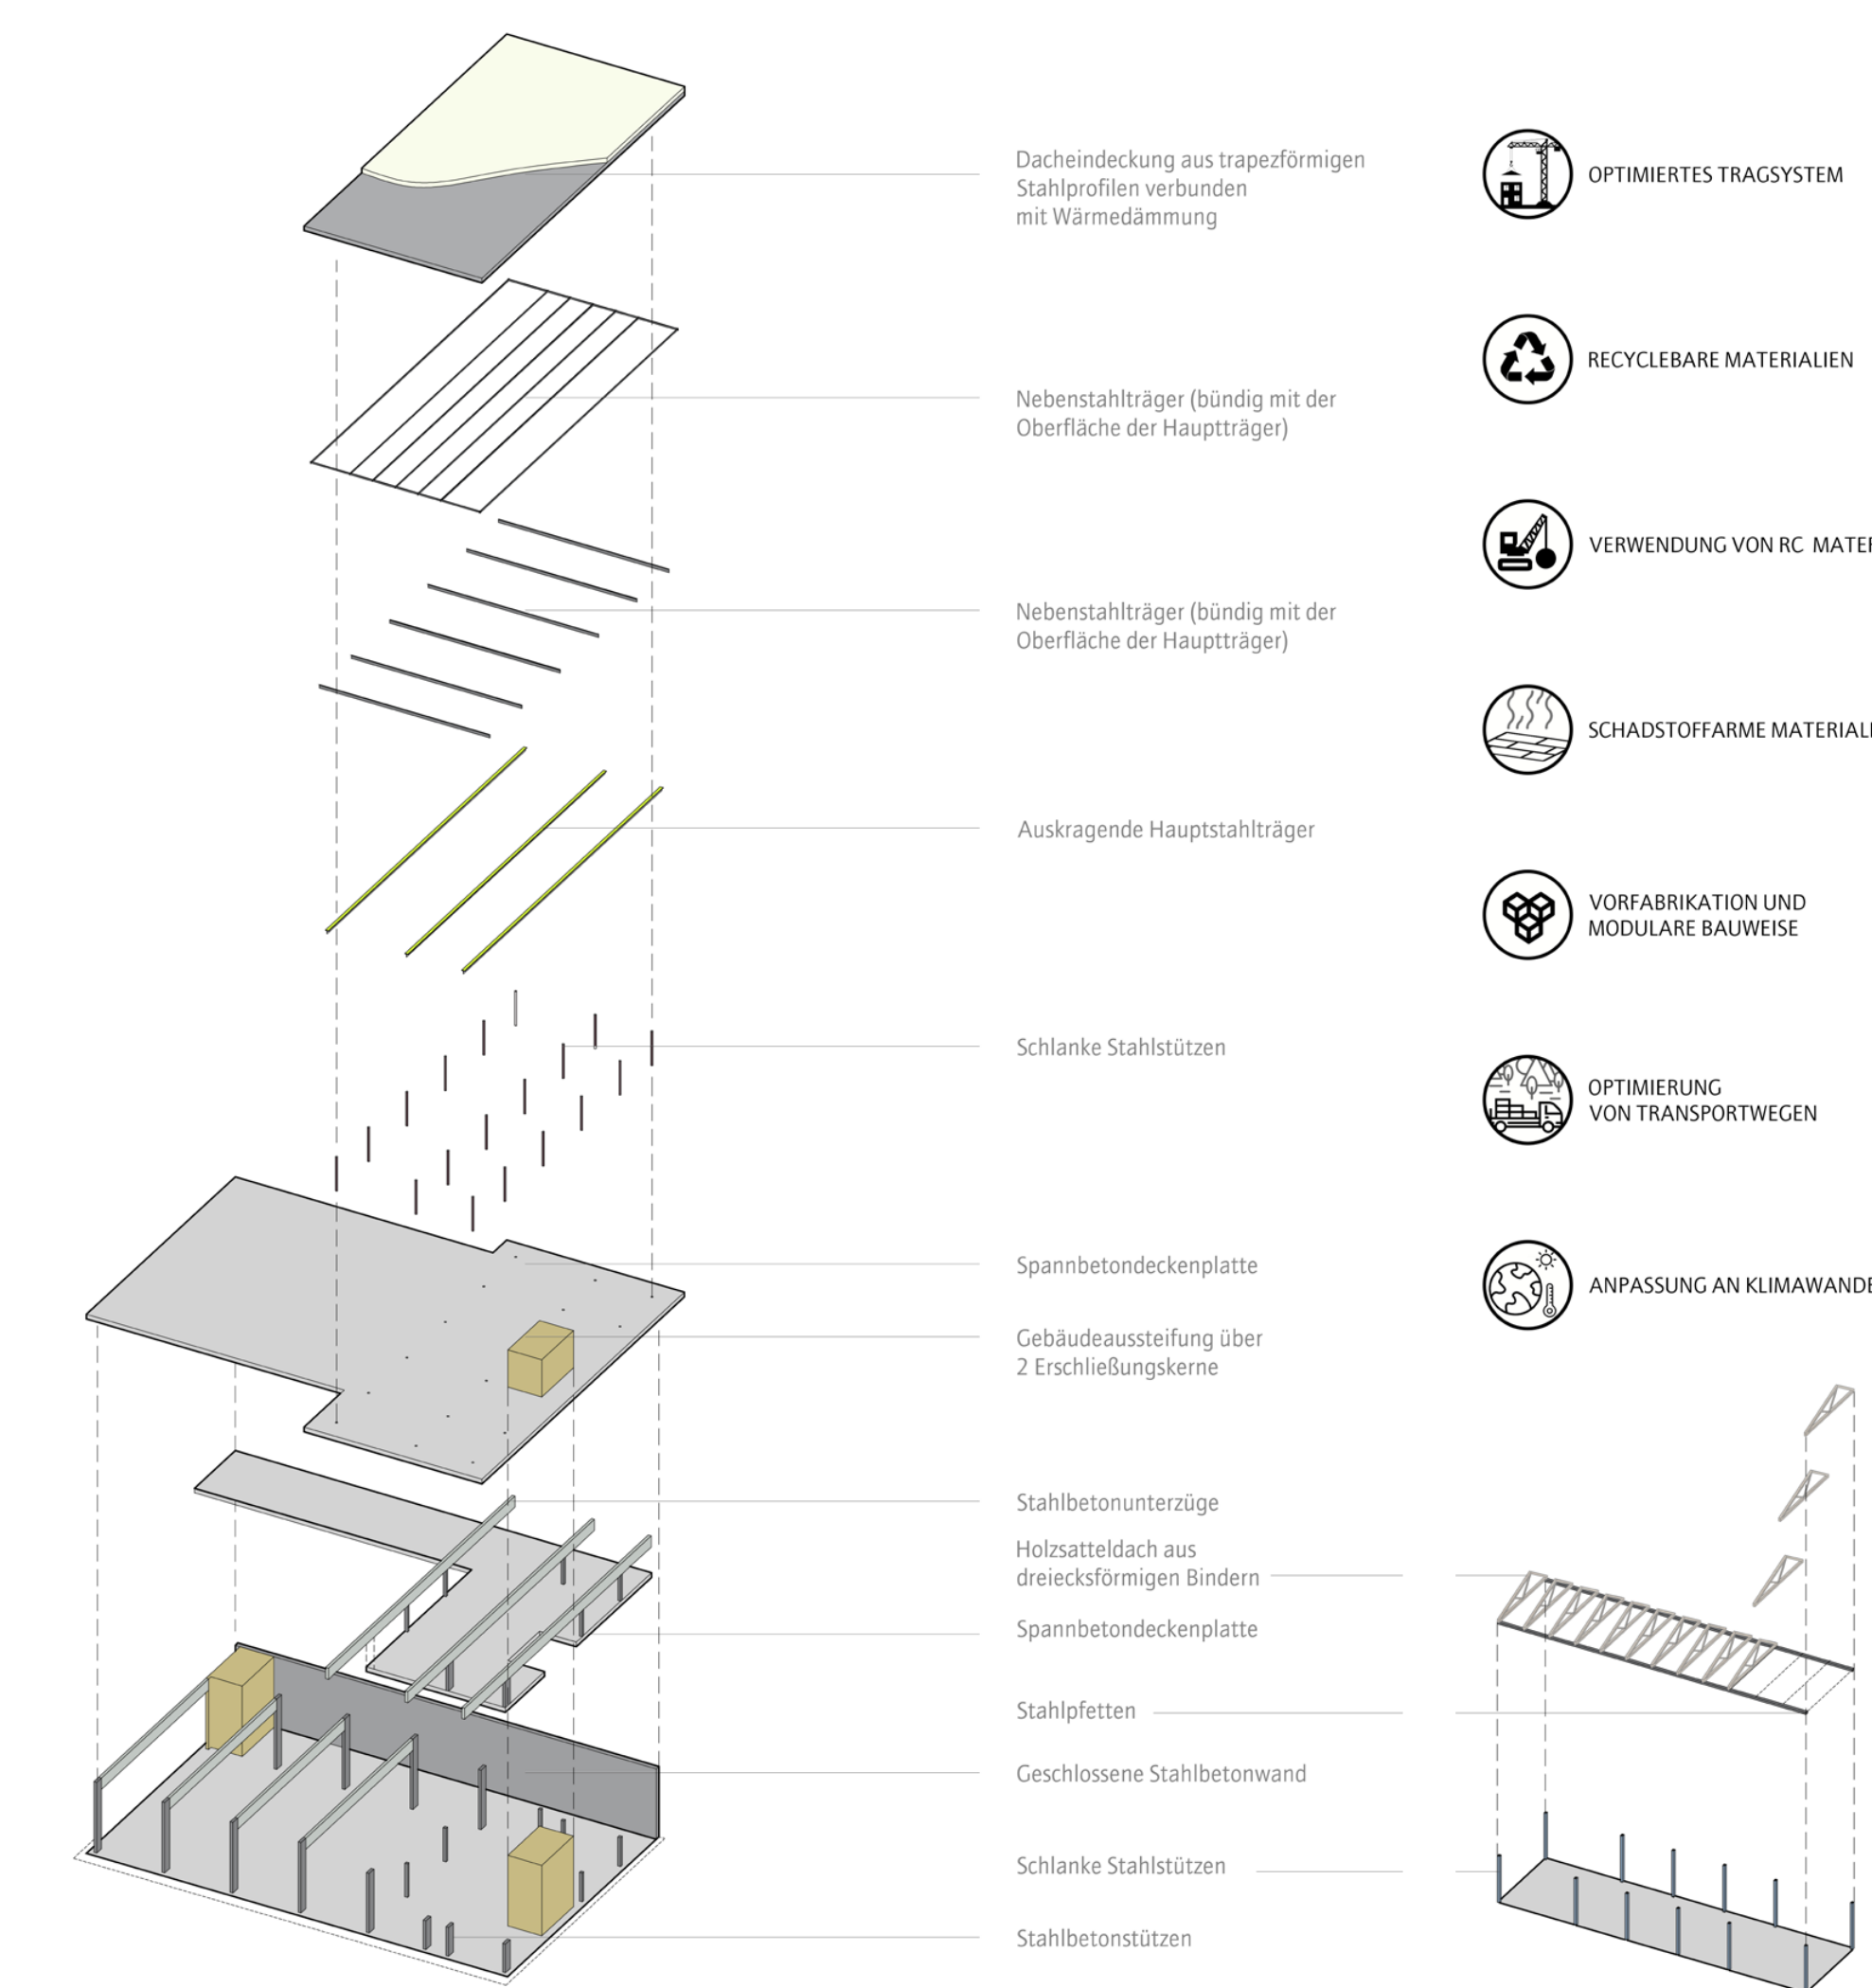 Dacheindeckung aus trapezförmigen
Stahlprofilen verbunden
mit Wärmedämmung
Nebenstahlträger (bündig mit der
Oberfläche der Hauptträger)
Nebenstahlträger (bündig mit der
Oberfläche der Hauptträger)
Auskragende Hauptstahlträger
Schlanke Stahlstützen
Spannbetondeckenplatte
Gebäudeaussteifung über
2 Erschließungskerne
Stahlbetonunterzüge
Holzsatteldach aus
dreiecksförmigen Bindern
Spannbetondeckenplatte
Stahlpfetten
Geschlossene Stahlbetonwand
Schlanke Stahlstützen
Stahlbetonstützen
OPTIMIERTES TRAGSYSTEM
RECYCLEBARE MATERIALIEN
VERWENDUNG VON RC
SCHADSTOFFARME
VORFABRIKATION UND
MODULARE BAUWEISE
OPTIMIERUNG
VON TRANSPORTWEGEN
ANPASSUNG AN